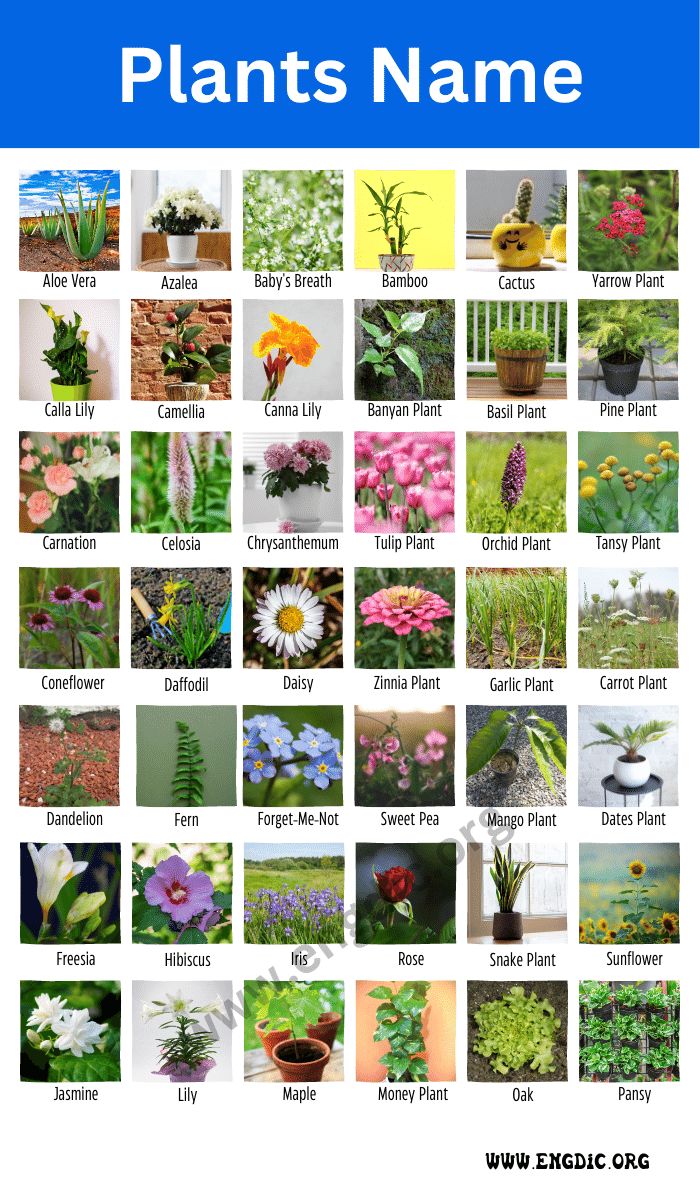 Plants Name
Aloe Vera
Azalea
Baby's Breath
Bamboo
Cactus
Yarrow Plant
Calla Lily
Camellia
Canna Lily
Banyan Plant
Basil Plant
Pine Plant
Carnation
Celosia
Chrysanthemum
Tulip Plant
Orchid Plant
Tansy Plant
Coneflower
Daffodil
Daisy
Zinnia Plant
Garlic Plant
Carrot Plant
Dandelion
Fern
Forget-Me-Not
Sweet Pea
Mango Plant
Dates Plant
Freesia
Hibiscus
Iris
Rose
Snake Plant
Sunflower
Jasmine
Lily
Maple
Money Plant
Oak
Pansy
www.engdic.org
WWW.ENGDIC.ORG